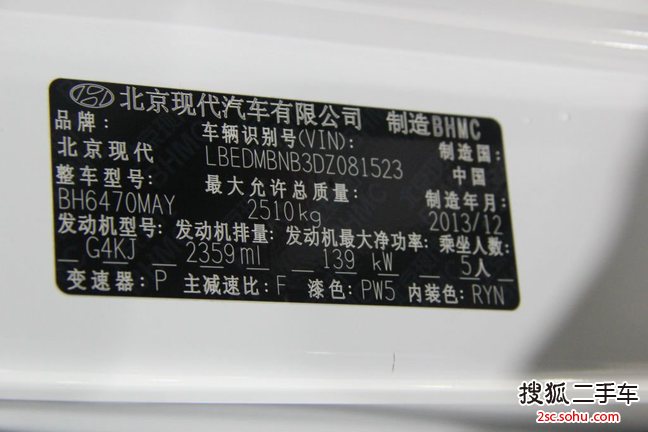 北京现代汽车有限公司 制造BHMC
品牌: 车辆识别号(VIN): 制造国:
北京现代 LBEDMBNB3DZ081523 中国
整车型号: 最大允许总质量: 制造年月:
BH6470MAY 2510kg 2013/12
发动机型号: 发动机排量: 发动机最大净功率: 乘坐人数:
G4KJ 2359ml 139 kW 5人
变速器: P 主减速比: F 漆色: PW5 内装色: RYN
搜狐二手车
2sc.sohu.com